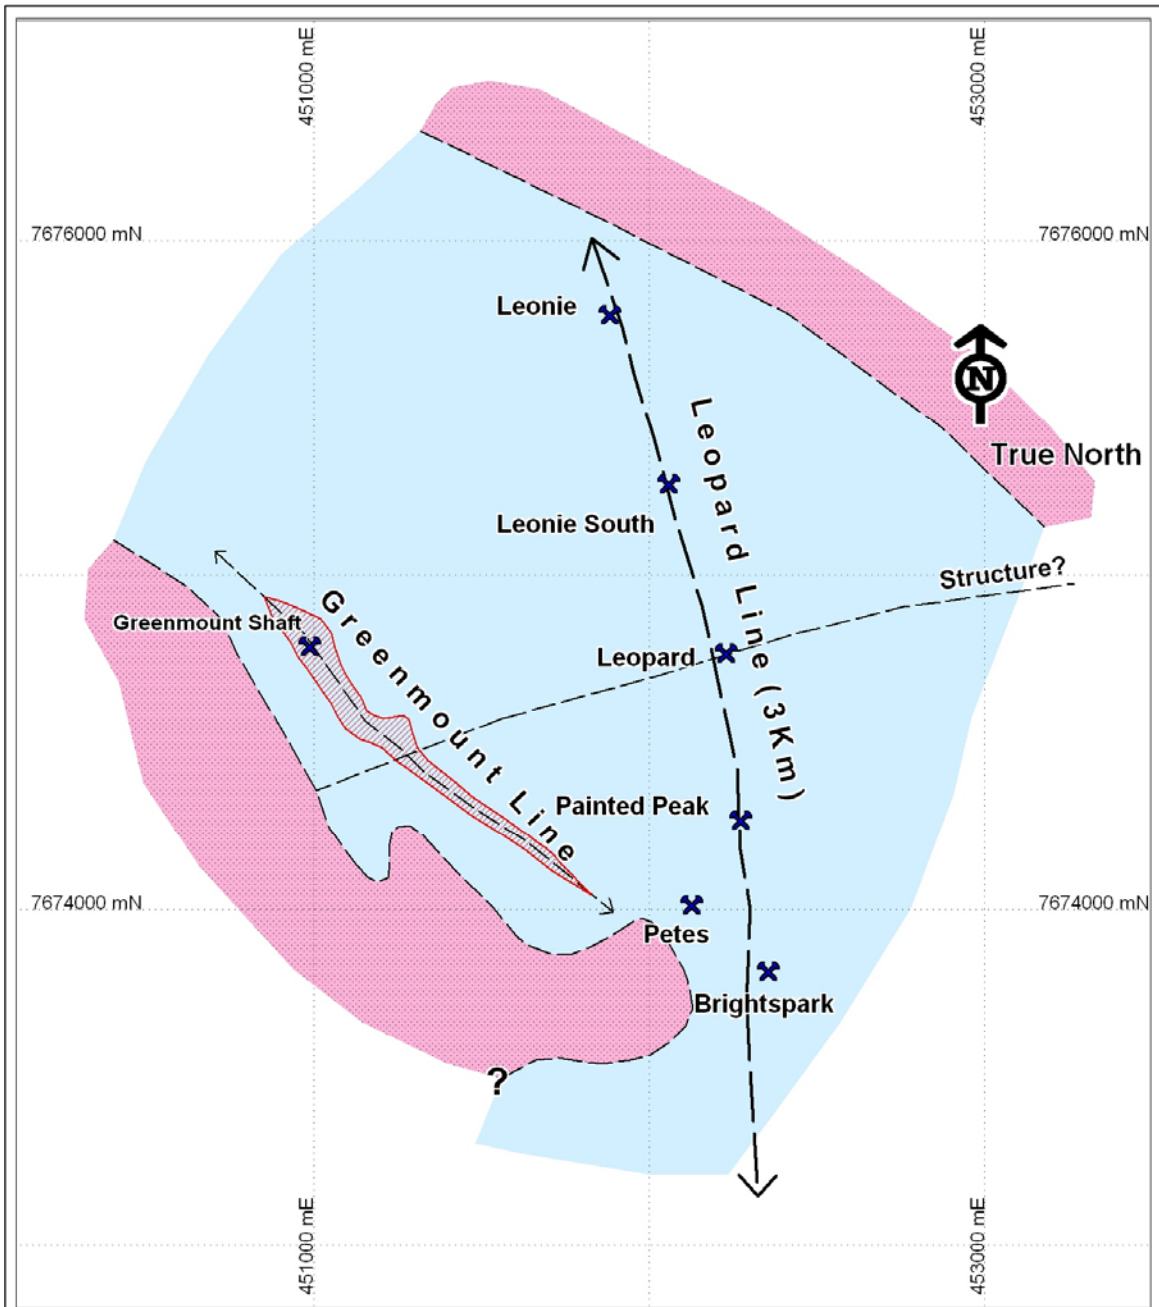 451000 mE
453000 mE
7676000 mN
7676000 mN
Leonie
N
True North
Leopard Line (3Km)
Leonie South
Structure?
Greenmount Shaft
Greenmount Line
Leopard
Painted Peak
7674000 mN
7674000 mN
Petes
Brightspark
?
451000 mE
453000 mE